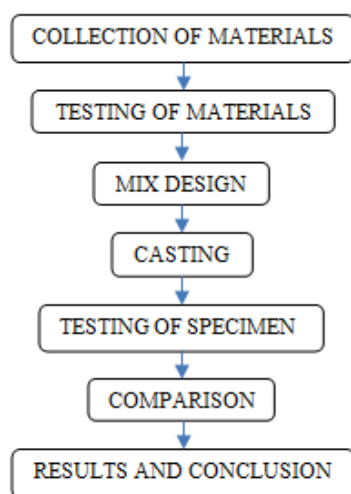 COLLECTION OF MATERIALS
TESTING OF MATERIALS
MIX DESIGN
CASTING
TESTING OF SPECIMEN
COMPARISON
RESULTS AND CONCLUSION